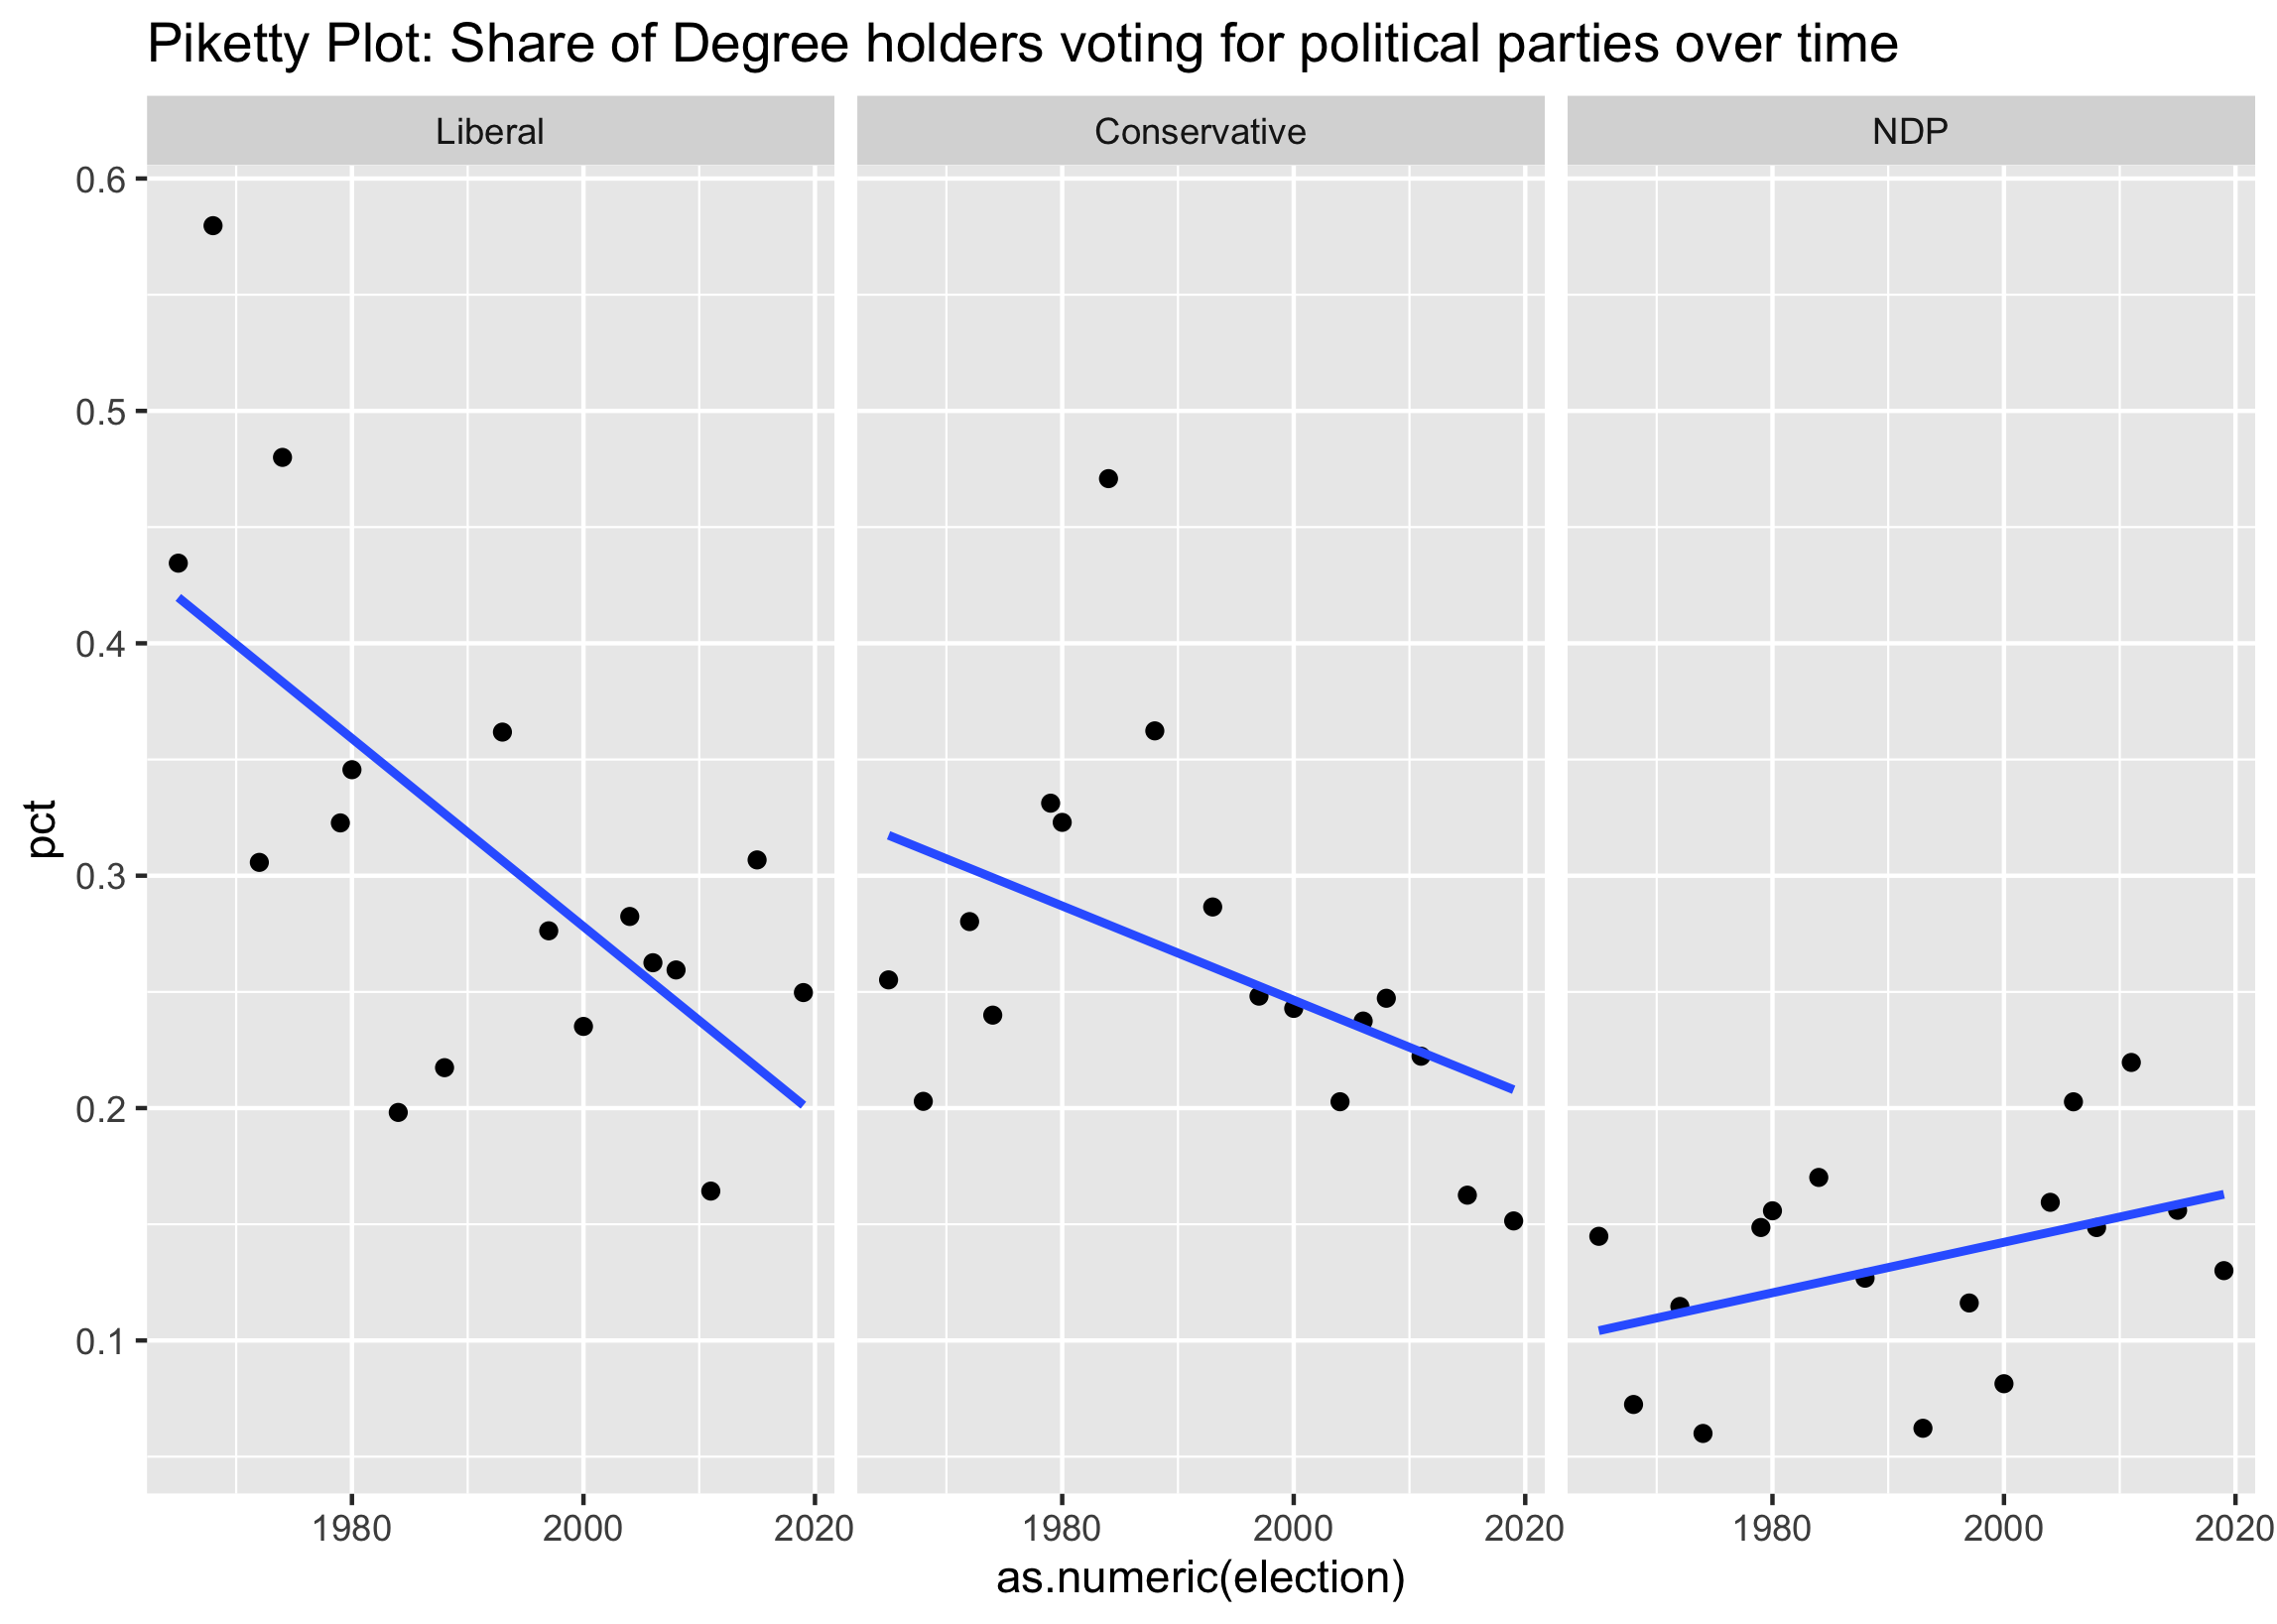 Piketty Plot: Share of Degree holders voting for political parties over time
Liberal
Conservative
NDP
0.6
0.5
0.4
0.3
0.2
0.1
pct
1980 2000 2020
1980 2000 2020
1980 2000 2020
as.numeric(election)